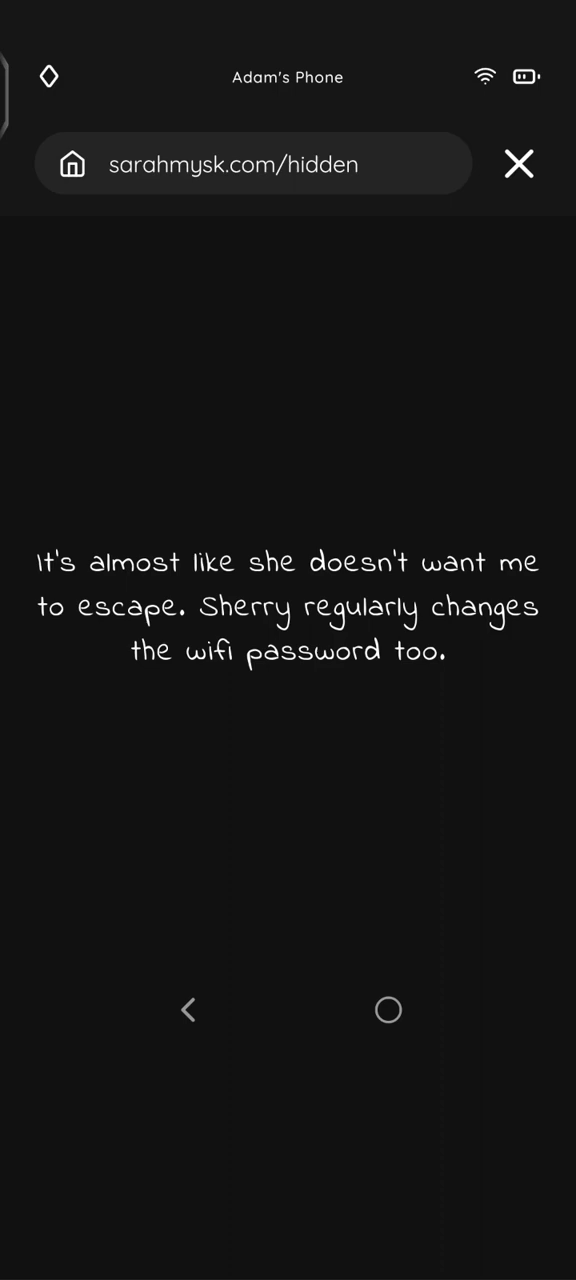 Adam's Phone
sarahmysk.com/hidden
It's almost like she doesn't want me
to escape. Sherry regularly changes
the wifi password too.